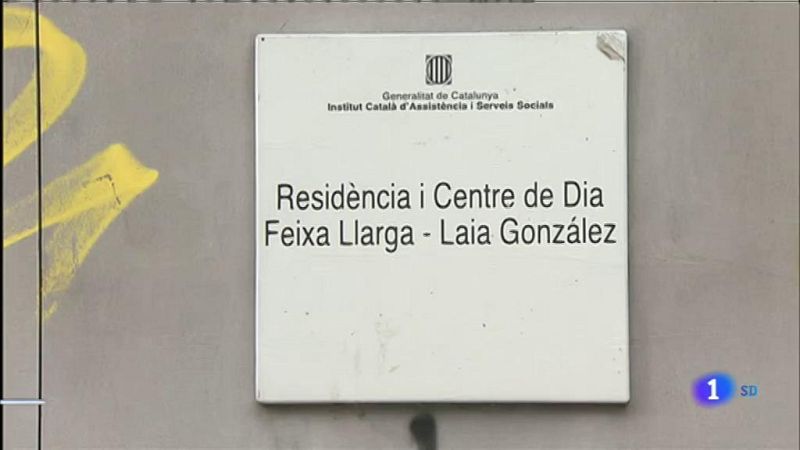 Generalitat de Catalunya
Institut Català d'Assistència i Serveis Socials
Residència i Centre de Dia
Feixa Llarga - Laia González
1 SD